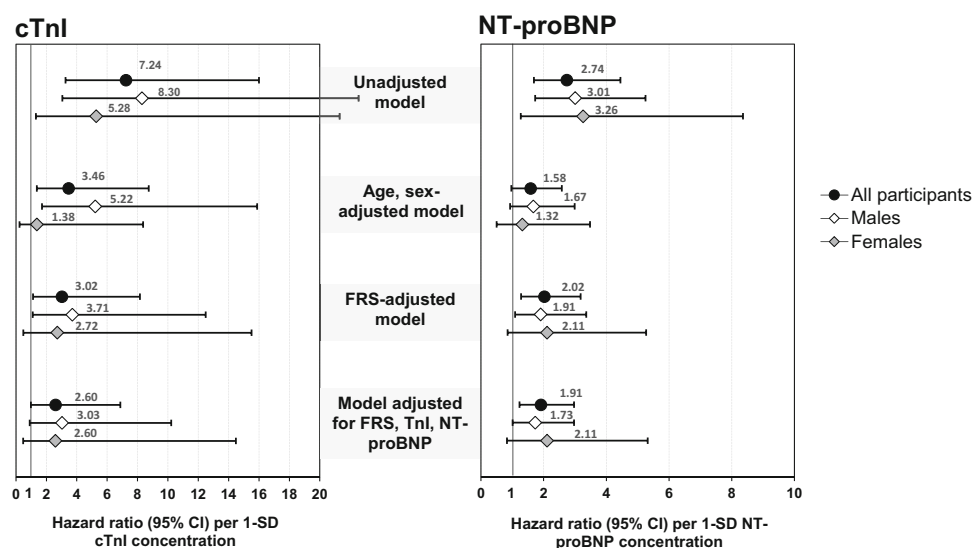 cTnI
NT-proBNP
7.24
8.30
5.28
Unadjusted
model
2.74
3.01
3.26
3.46
5.22
1.38
Age, sex-
adjusted model
1.58
1.67
1.32
All participants
Males
Females
3.02
3.71
2.72
FRS-adjusted
model
2.02
1.91
2.11
2.60
3.03
2.60
Model adjusted
for FRS, TnI, NT-
proBNP
1.91
1.73
2.11
0 1 2 4 6 8 10 12 14 16 18 20
0 1 2 4 6 8 10
Hazard ratio (95% CI) per 1-SD
cTnI concentration
Hazard ratio (95% CI) per 1-SD NT-
proBNP concentration